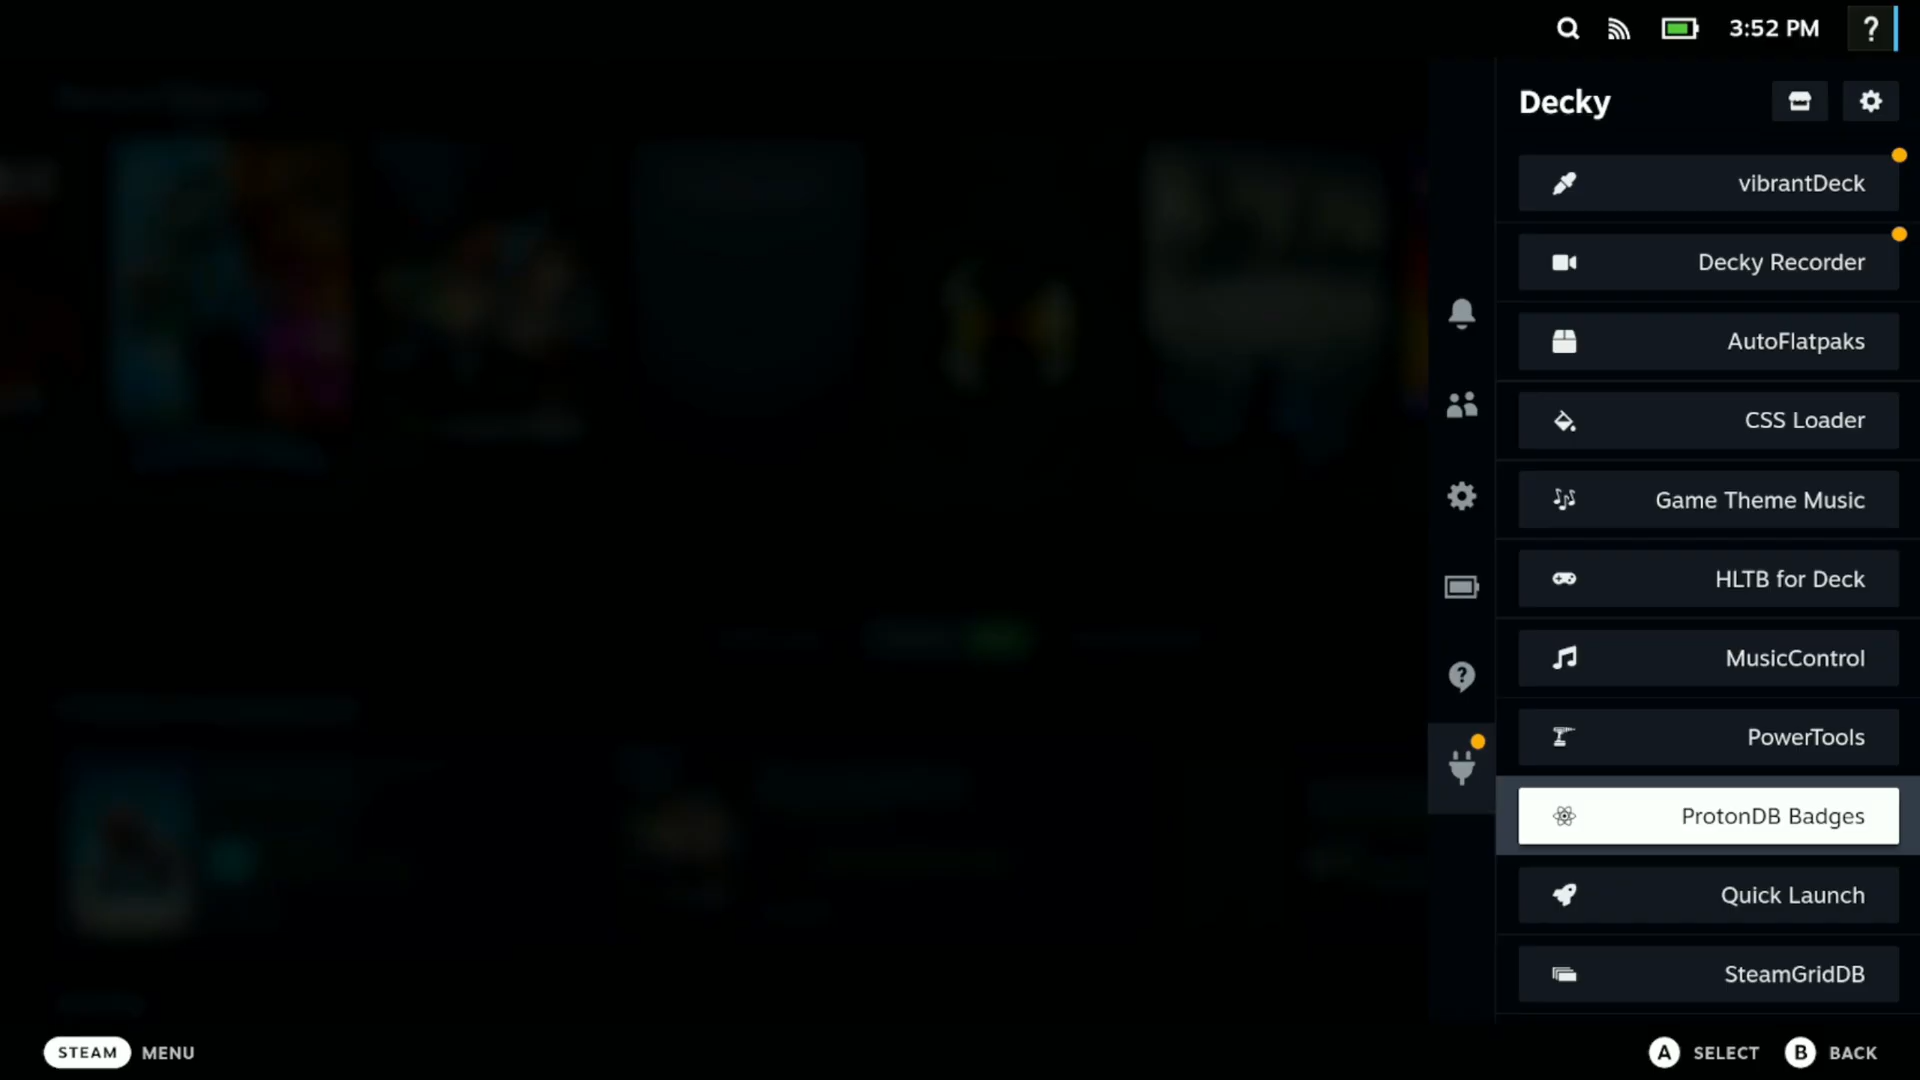 3:52 PM
?
Decky
vibrantDeck
Decky Recorder
AutoFlatpaks
CSS Loader
Game Theme Music
HLTB for Deck
MusicControl
PowerTools
ProtonDB Badges
Quick Launch
SteamGridDB
STEAM MENU
A SELECT B BACK